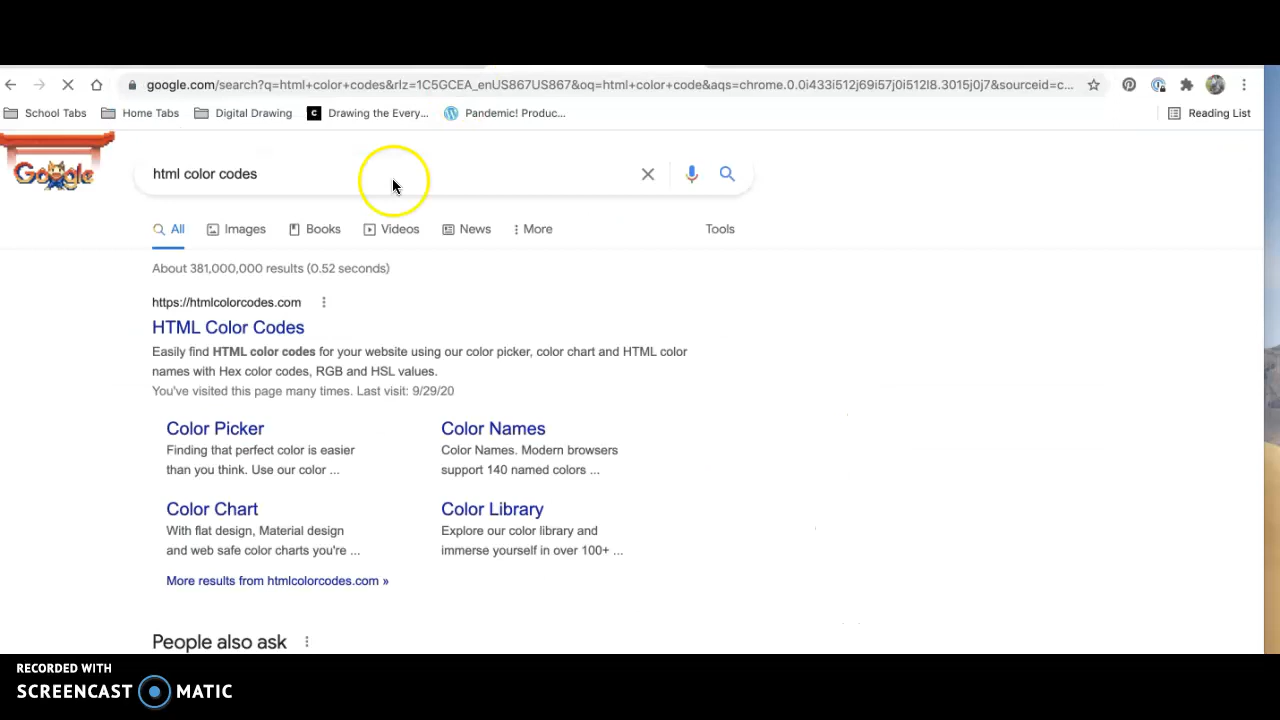 google.com/search?q=html+color+codes&rlz=1C5GCEA_enUS867US867&oq=html+color+code&aqs=chrome.0.0i433i512j69i57j0i512l8.3015j0j7&sourceid=c...
School Tabs Home Tabs Digital Drawing C Drawing the Every... Pandemic! Produc... Reading List
Google
html color codes
All Images Books Videos News More Tools
About 381,000,000 results (0.52 seconds)
https://htmlcolorcodes.com
HTML Color Codes
Easily find HTML color codes for your website using our color picker, color chart and HTML color
names with Hex color codes, RGB and HSL values.
You've visited this page many times. Last visit: 9/29/20
Color Picker
Finding that perfect color is easier
than you think. Use our color ...
Color Names
Color Names. Modern browsers
support 140 named colors ...
Color Chart
With flat design, Material design
and web safe color charts you're ...
Color Library
Explore our color library and
immerse yourself in over 100+ ...
More results from htmlcolorcodes.com »
People also ask
RECORDED WITH
SCREENCAST MATIC